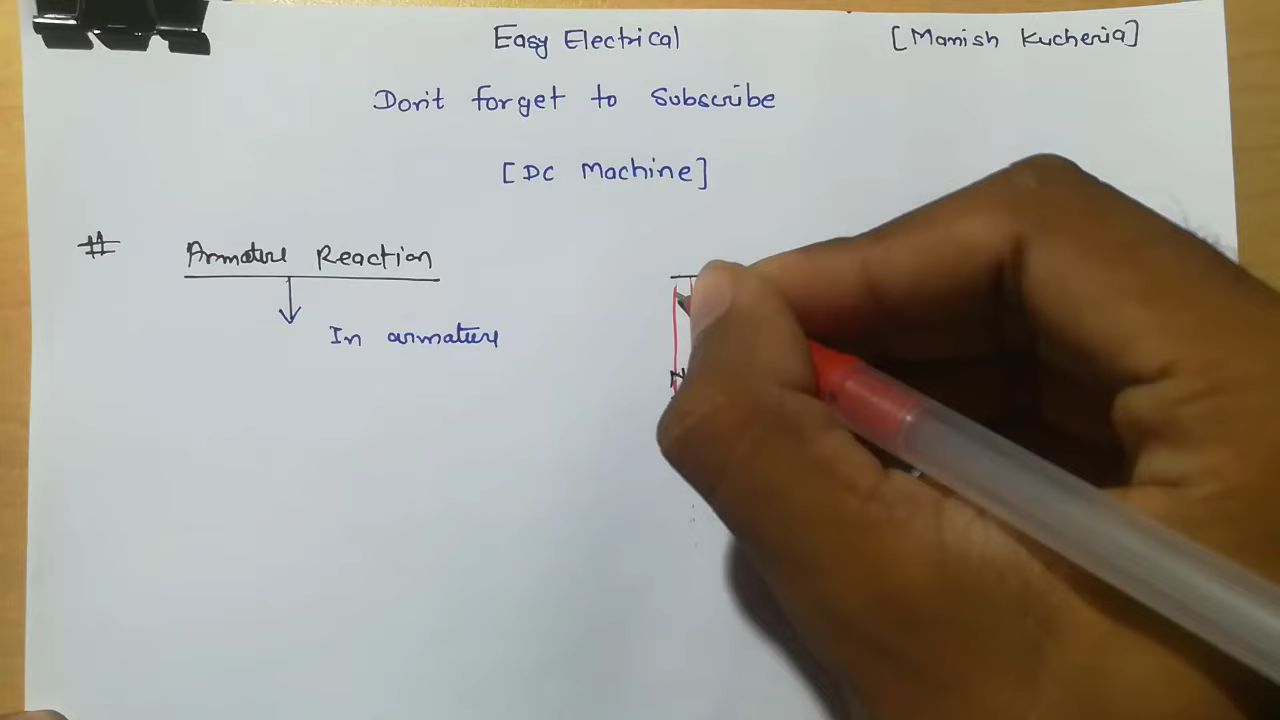 Easy Electrical [Manish Kucheria]
Don't forget to Subscribe
[DC Machine]
# Armature Reaction
In armature
N